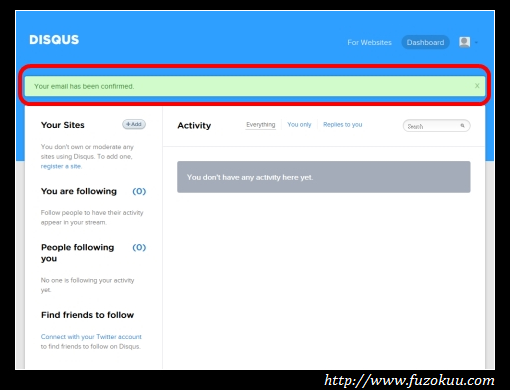 DISQUS
For Websites Dashboard
Your email has been confirmed. ×
Your Sites +Add
You don't own or moderate any
sites using Disqus. To add one,
register a site.
You are following (0)
Follow people to have their activity
appear in your stream.
People following (0)
you
No one is following your activity
yet.
Find friends to follow
Connect with your Twitter account
to find friends to follow on Disqus.
Activity Everything You only Replies to you Search
You don't have any activity here yet.
http://www.fuzokuu.com